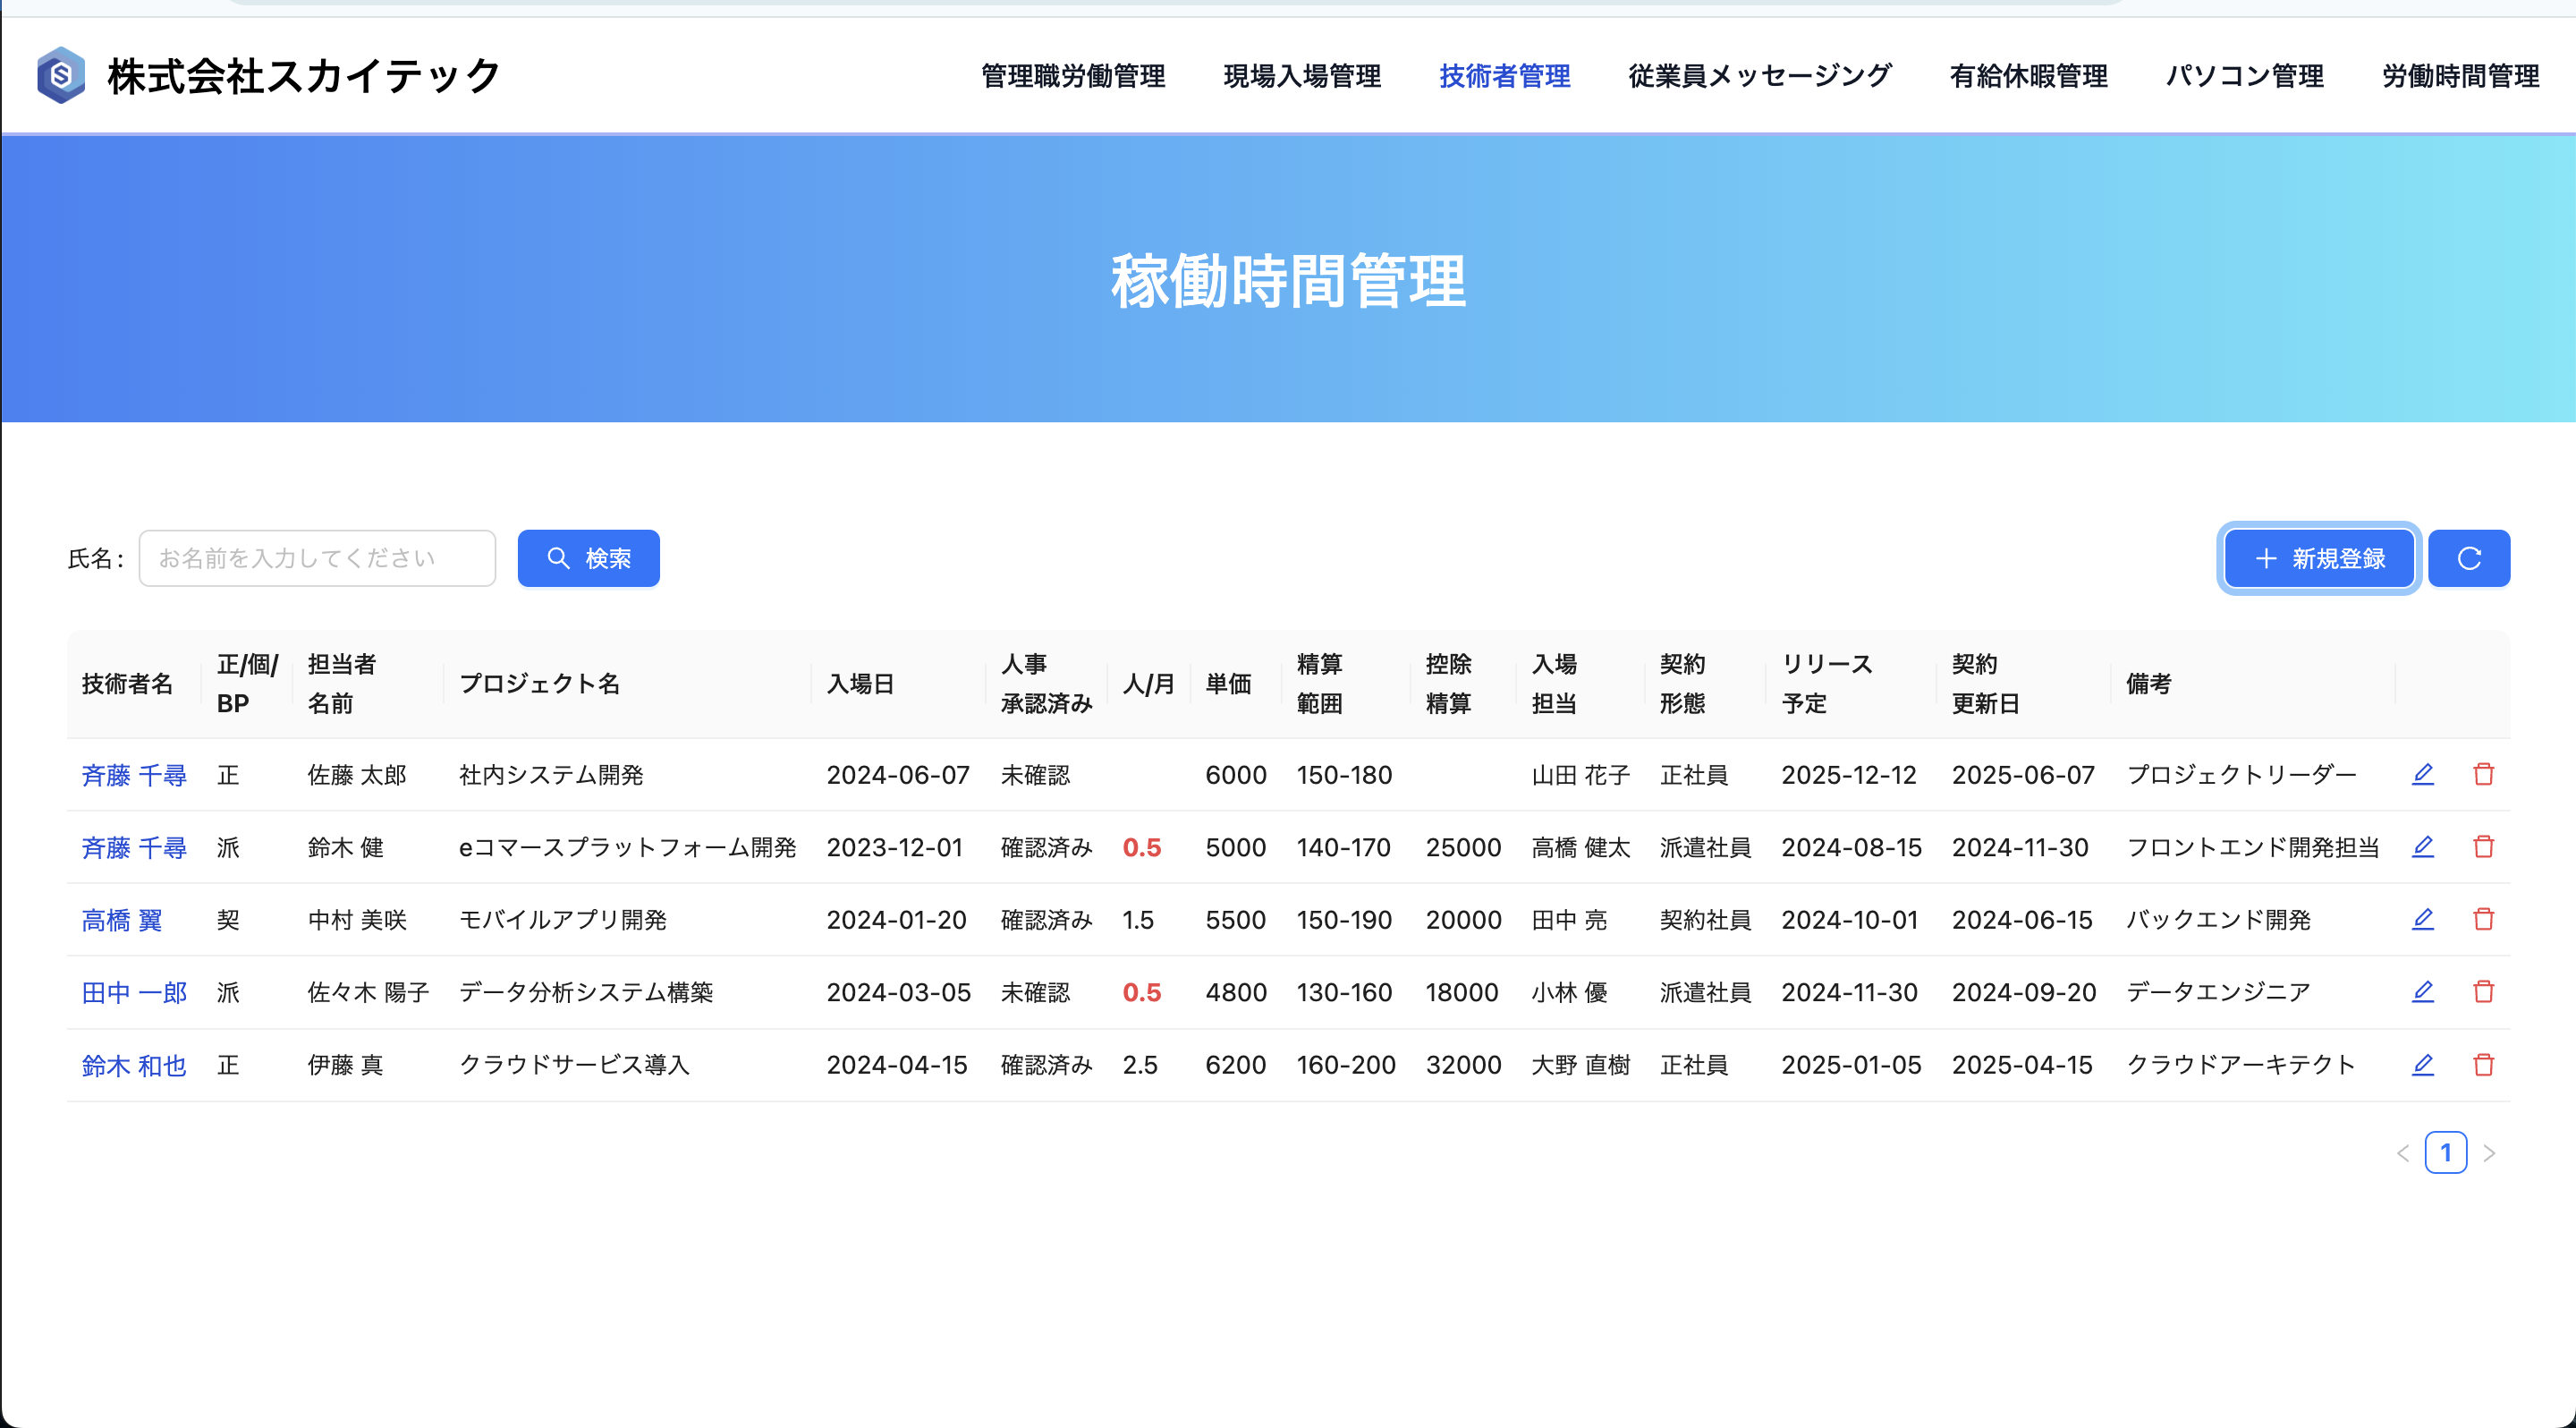 株式会社スカイテック 管理職労働管理 現場入場管理 技術者管理 従業員メッセージング 有給休暇管理 パソコン管理 労働時間管理
稼働時間管理
氏名: お名前を入力してください 検索 新規登録
技術者名 正/個/BP 担当者名前 プロジェクト名 入場日 人事承認済み 人/月 単価 精算範囲 控除精算 入場担当 契約形態 リリース予定 契約更新日 備考
斉藤 千尋 正 佐藤 太郎 社内システム開発 2024-06-07 未確認 6000 150-180 山田 花子 正社員 2025-12-12 2025-06-07 プロジェクトリーダー
斉藤 千尋 派 鈴木 健 eコマースプラットフォーム開発 2023-12-01 確認済み 0.5 5000 140-170 25000 高橋 健太 派遣社員 2024-08-15 2024-11-30 フロントエンド開発担当
高橋 翼 契 中村 美咲 モバイルアプリ開発 2024-01-20 確認済み 1.5 5500 150-190 20000 田中 亮 契約社員 2024-10-01 2024-06-15 バックエンド開発
田中 一郎 派 佐々木 陽子 データ分析システム構築 2024-03-05 未確認 0.5 4800 130-160 18000 小林 優 派遣社員 2024-11-30 2024-09-20 データエンジニア
鈴木 和也 正 伊藤 真 クラウドサービス導入 2024-04-15 確認済み 2.5 6200 160-200 32000 大野 直樹 正社員 2025-01-05 2025-04-15 クラウドアーキテクト
1